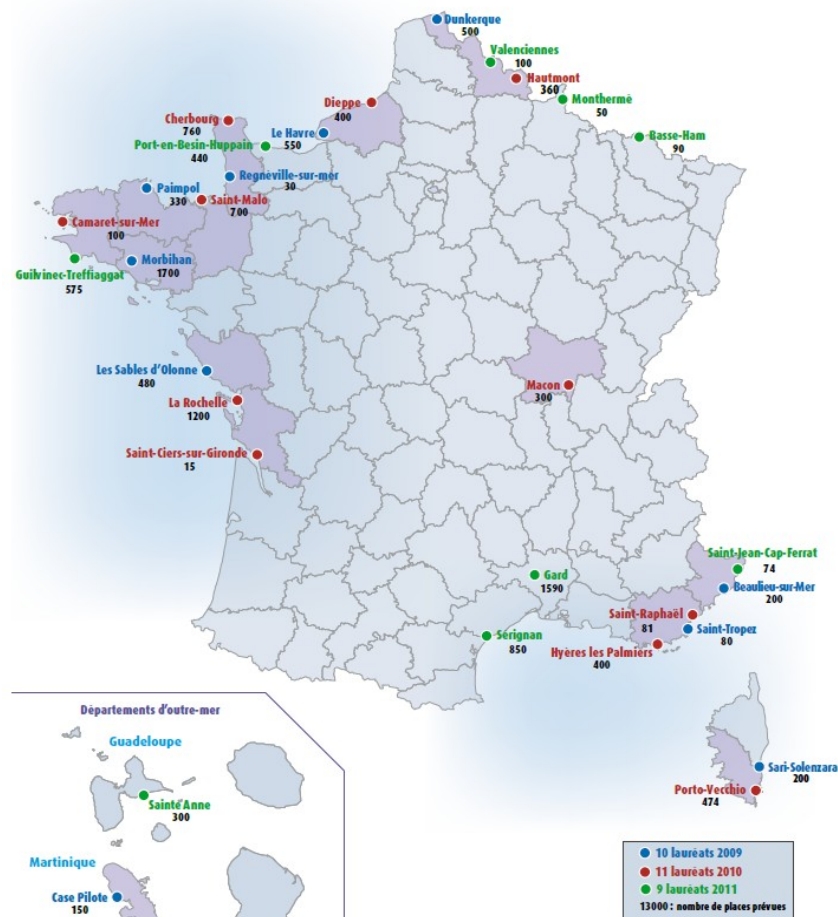 Dunkerque
500
Valenciennes
100
Hautmont
360
Monthermé
50
Basse-Ham
90
Dieppe
400
Cherbourg
760
Le Havre
550
Port-en-Besin-Huppain
440
Regnéville-sur-mer
30
Paimpol
330
Saint-Malo
700
Camaret-sur-Mer
100
Morbihan
1700
Guilvinec-Treffiaggat
575
Les Sables d'Olonne
480
La Rochelle
1200
Saint-Ciers-sur-Gironde
15
Macon
300
Saint-Jean-Cap-Ferrat
74
Beaulieu-sur-Mer
200
Gard
1590
Saint-Raphaël
81
Saint-Tropez
80
Sérignan
850
Hyères les Palmiers
400
Sari-Solenzara
200
Porto-Vecchio
474
Départements d'outre-mer
Guadeloupe
Sainte Anne
300
Martinique
Case Pilote
150
10 lauréats 2009
11 lauréats 2010
9 lauréats 2011
13000 : nombre de places prévues